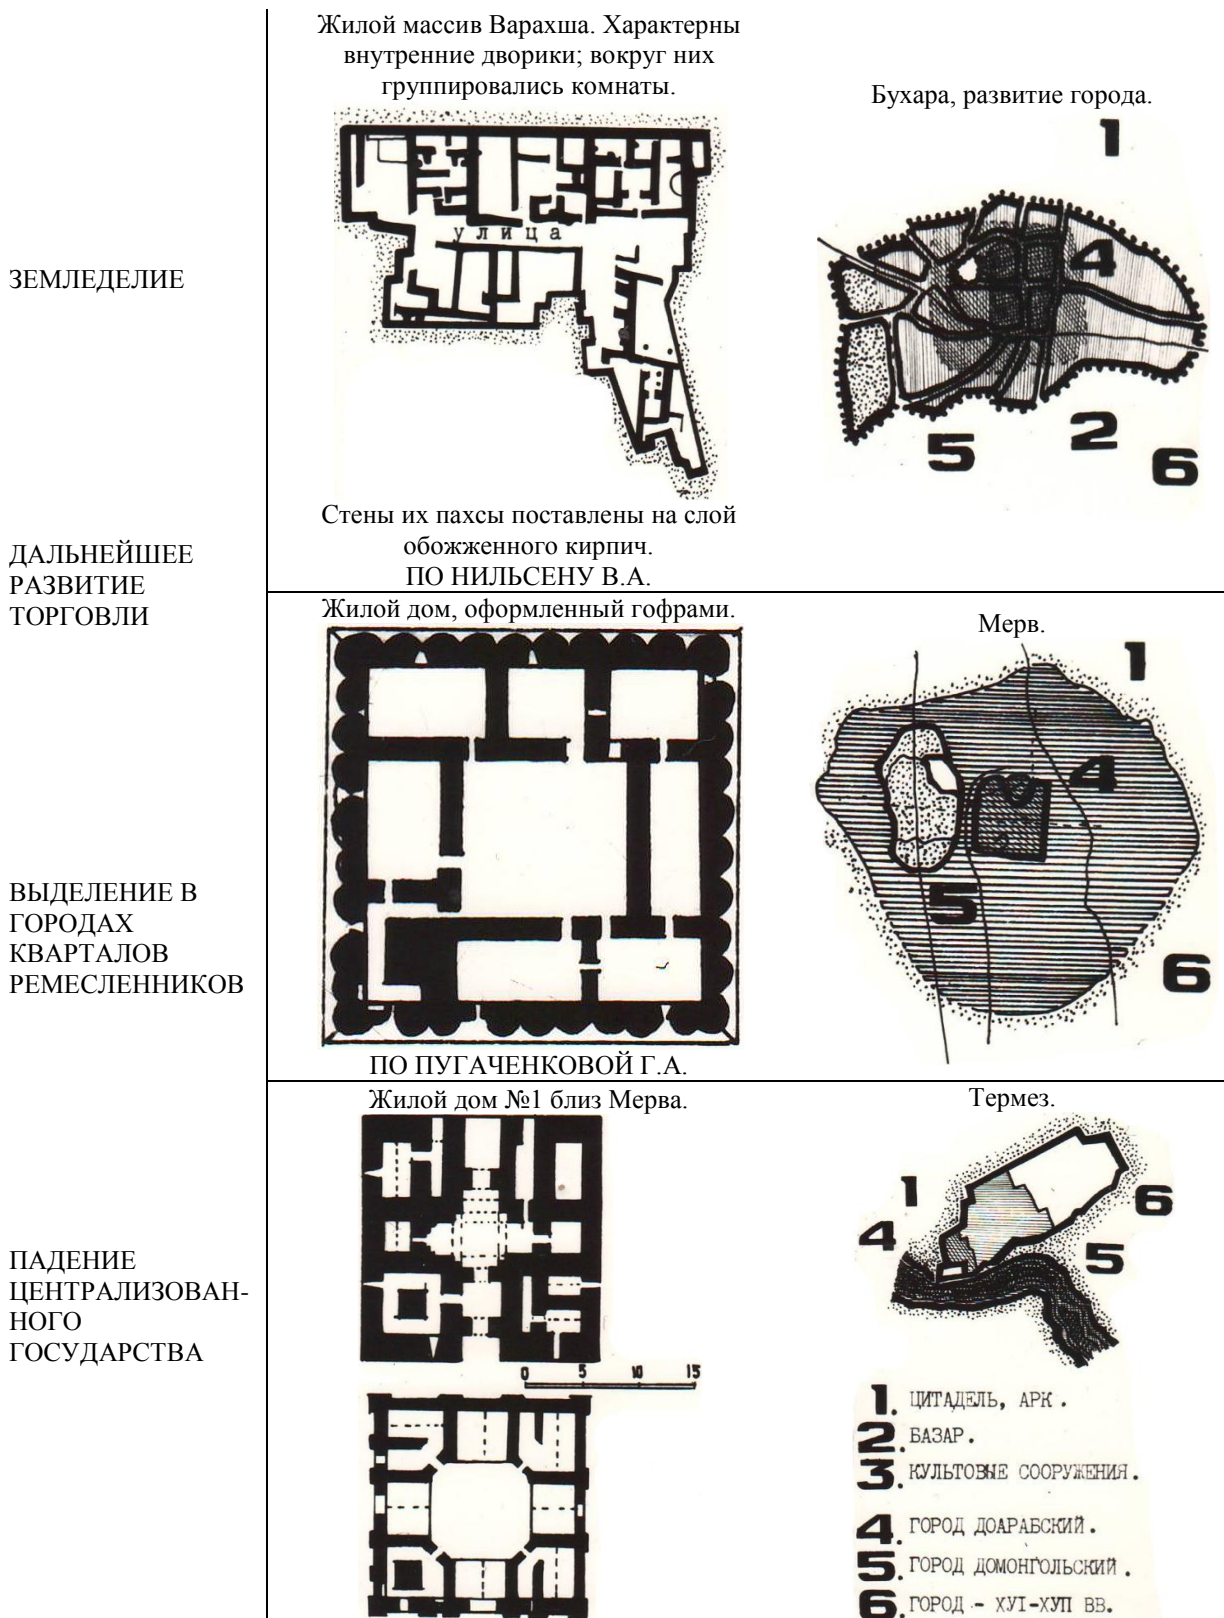 ЗЕМЛЕДЕЛИЕ
ДАЛЬНЕЙШЕЕ
РАЗВИТИЕ
ТОРГОВЛИ
ВЫДЕЛЕНИЕ В
ГОРОДАХ
КВАРТАЛОВ
РЕМЕСЛЕННИКОВ
ПАДЕНИЕ
ЦЕНТРАЛИЗОВАН-
НОГО
ГОСУДАРСТВА
Жилой массив Варахша. Характерны
внутренние дворики; вокруг них
группировались комнаты.
улица
Стены их пахсы поставлены на слой
обожженного кирпич.
ПО НИЛЬСЕНУ В.А.
Бухара, развитие города.
1
4
5
2
6
Жилой дом, оформленный гофрами.
ПО ПУГАЧЕНКОВОЙ Г.А.
Мерв.
1
4
5
6
Жилой дом №1 близ Мерва.
0 5 10 15
Термез.
1
6
4
5
1. ЦИТАДЕЛЬ, АРК.
2. БАЗАР.
3. КУЛЬТОВЫЕ СООРУЖЕНИЯ.
4. ГОРОД ДОАРАБСКИЙ.
5. ГОРОД ДОМОНГОЛЬСКИЙ.
6. ГОРОД - ХУІ-ХУП ВВ.